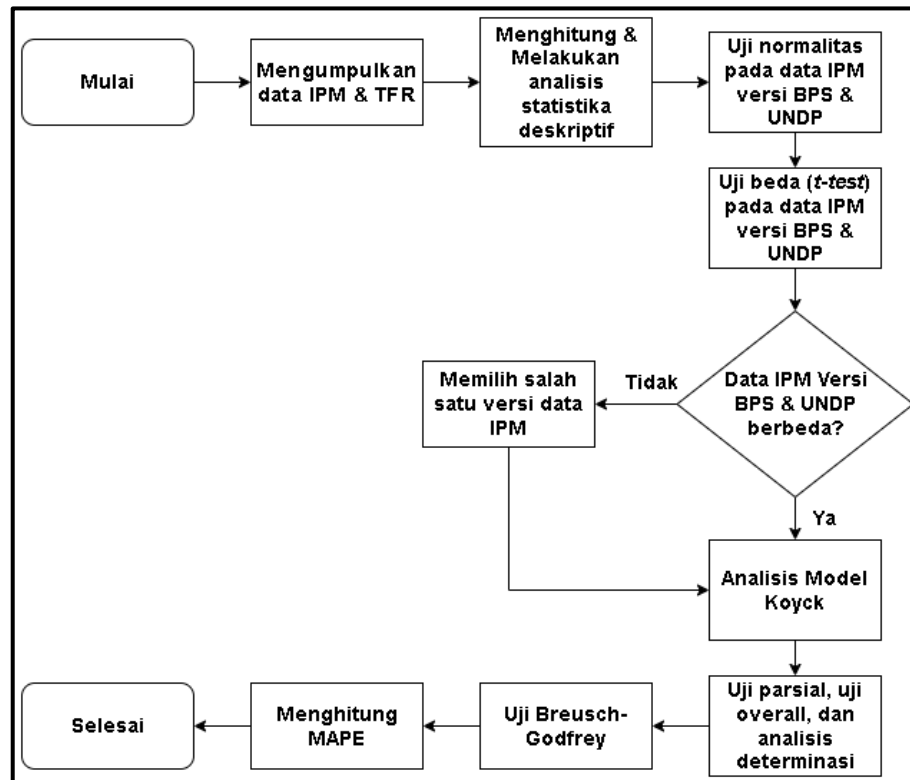 Mulai
Mengumpulkan
data IPM & TFR
Menghitung &
Melakukan
analisis
statistika
deskriptif
Uji normalitas
pada data IPM
versi BPS &
UNDP
Uji beda (t-test)
pada data IPM
versi BPS &
UNDP
Data IPM Versi
BPS & UNDP
berbeda?
Tidak
Memilih salah
satu versi data
IPM
Ya
Analisis Model
Koyck
Uji parsial, uji
overall, dan
analisis
determinasi
Uji Breusch-
Godfrey
Menghitung
MAPE
Selesai